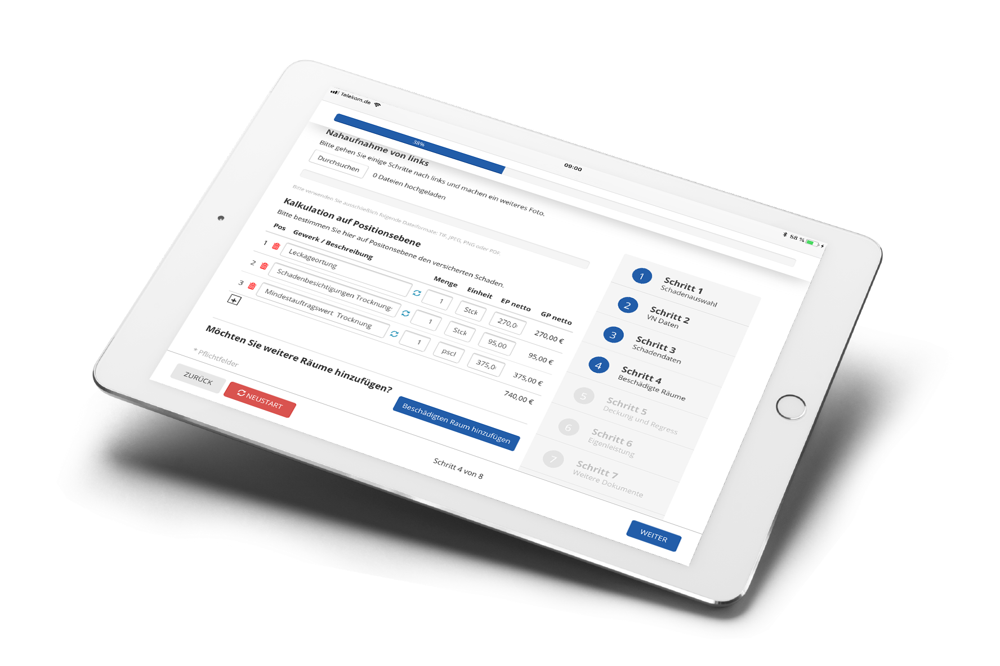 Telekom.de
09:00
58 %
38%
Nahaufnahme von links
Bitte gehen Sie einige Schritte nach links und machen ein weiteres Foto.
Durchsuchen 0 Dateien hochgeladen
Bitte verwenden Sie ausschließlich folgende Dateiformate: TIF, JPEG, PNG oder PDF.
Kalkulation auf Positionsebene
Bitte bestimmen Sie hier auf Positonsebene den versicherten Schaden.
Pos Gewerk / Beschreibung Menge Einheit EP netto GP netto
1 Leckageortung 1 Stck 270,0 270,00 €
2 Schadenbesichtigungen Trocknung 1 Stck 95,00 95,00 €
3 Mindestauftragswert Trocknung 1 pscl 375,0 375,00 €
740,00 €
Möchten Sie weitere Räume hinzufügen?
Beschädigten Raum hinzufügen
* Pflichtfelder
ZURÜCK
NEUSTART
Schritt 4 von 8
WEITER
1 Schritt 1
Schadenauswahl
2 Schritt 2
VN Daten
3 Schritt 3
Schadendaten
4 Schritt 4
Beschädigte Räume
5 Schritt 5
Deckung und Regress
6 Schritt 6
Eigenleistung
7 Schritt 7
Weitere Dokumente